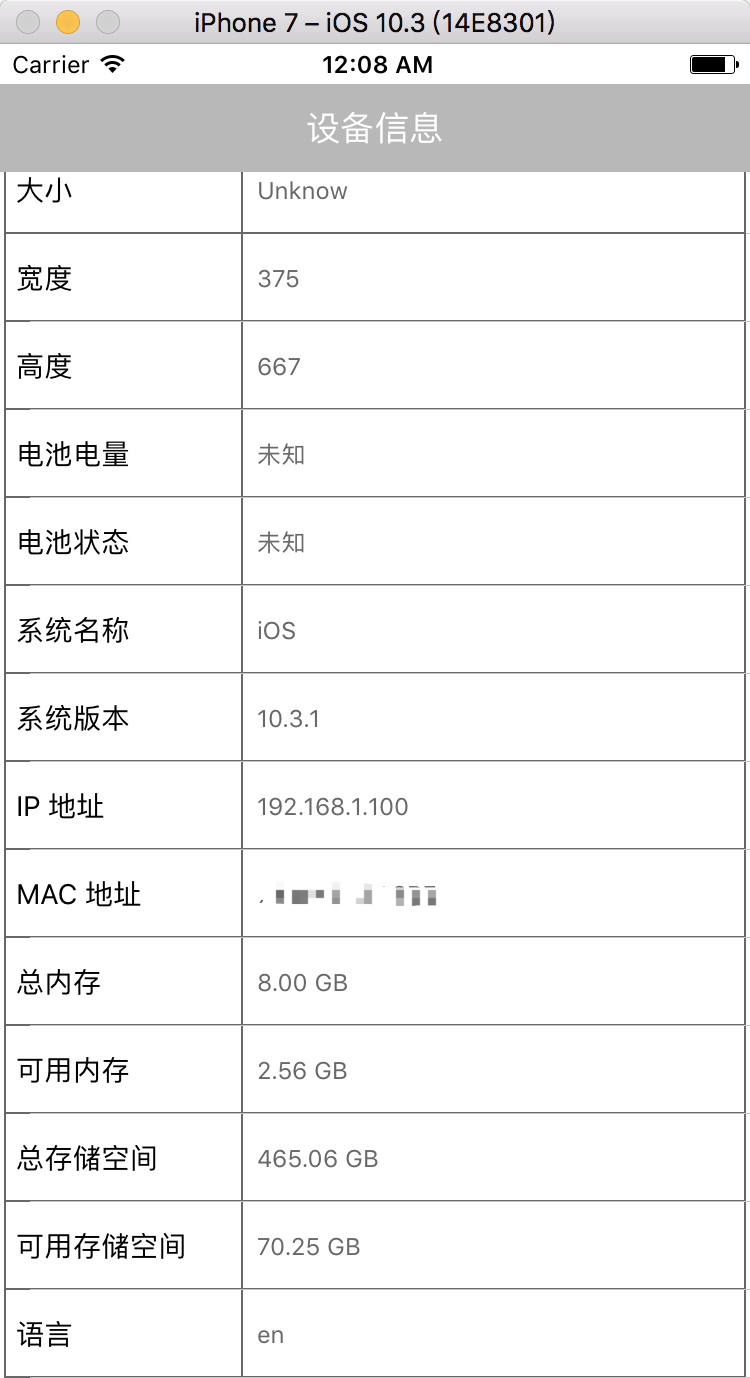 iPhone 7 – iOS 10.3 (14E8301)
Carrier 12:08 AM
设备信息
大小 Unknow
宽度 375
高度 667
电池电量 未知
电池状态 未知
系统名称 iOS
系统版本 10.3.1
IP 地址 192.168.1.100
MAC 地址
总内存 8.00 GB
可用内存 2.56 GB
总存储空间 465.06 GB
可用存储空间 70.25 GB
语言 en